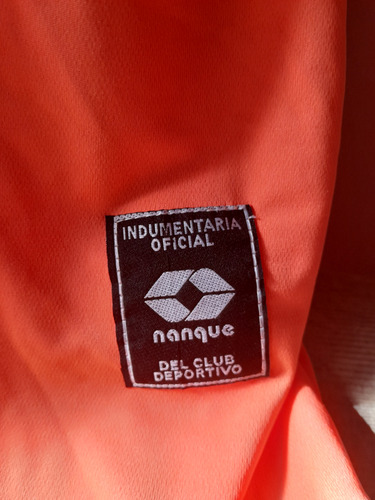 INDUMENTARIA
OFICIAL
nanque
DEL CLUB
DEPORTIVO